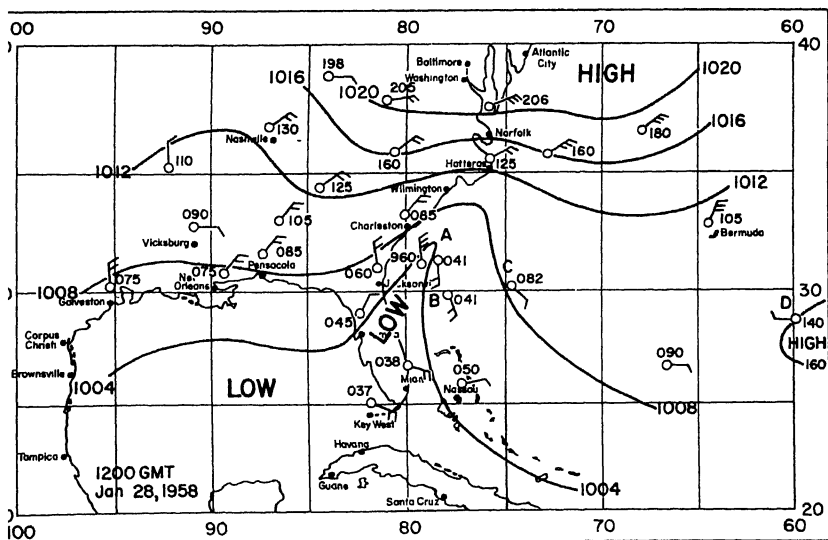 100 90 80 70 60
40
198
Baltimore
Washington
Atlantic
City
HIGH
1016
1020
205
206
1020
130
Nashville
Norfolk
180
1016
110
160
Hatteras
125
160
1012
125
Wilmington
1012
090
105
Charleston
085
A
105
Bermuda
Vicksburg
085
Pensacola
060
960
041
C
082
075
075
New
Orleans
1008
Galveston
30
B
041
D
140
045
LOW
HIGH
160
Corpus
Christi
Brownsville
1004
LOW
038
Miami
050
Nassau
090
037
Key West
1008
Tampico
Havana
1200 GMT
Jan 28, 1958
Guane
Santa Cruz
1004
20
100 90 80 70 60